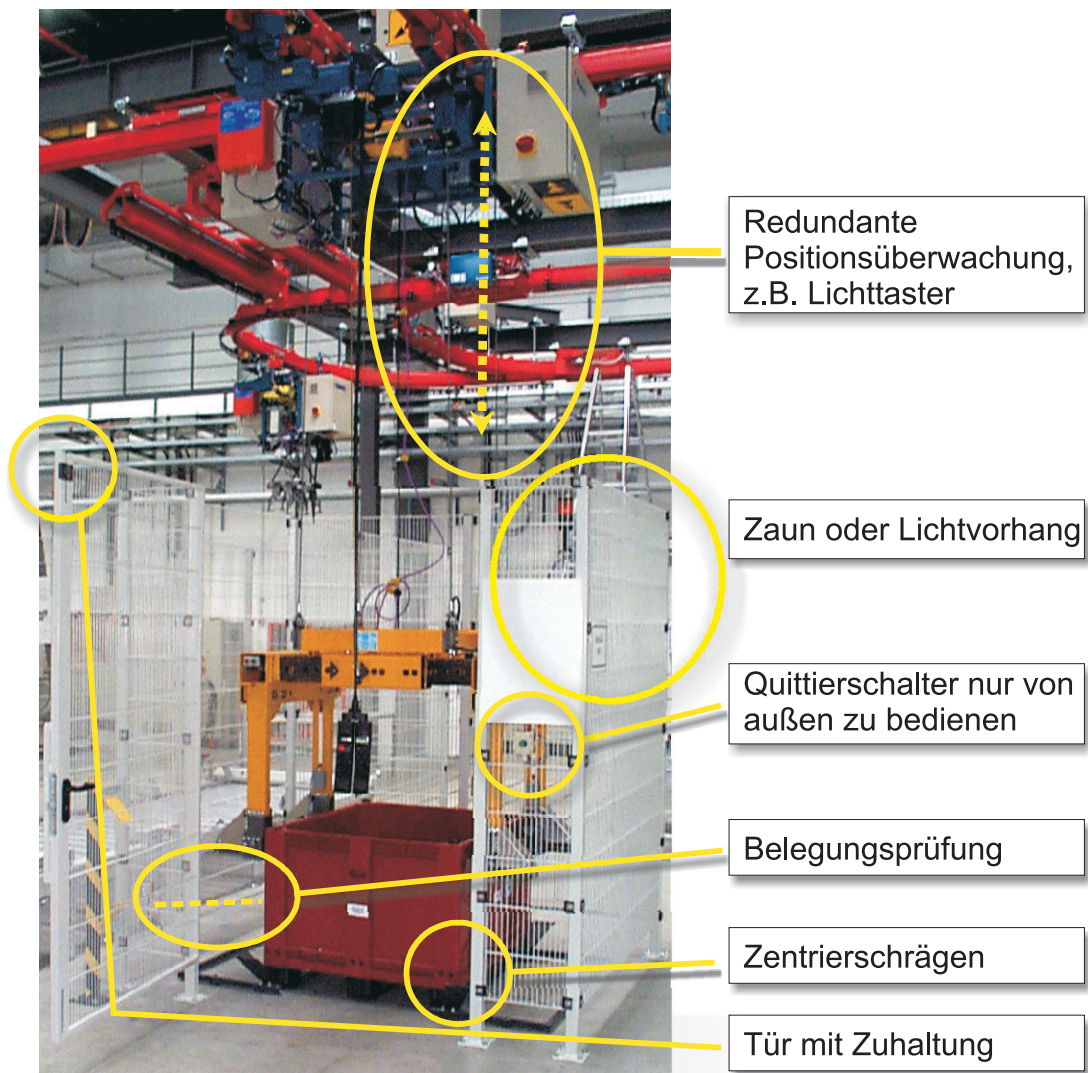 Redundante
Positionsüberwachung,
z.B. Lichttaster
Zaun oder Lichtvorhang
Quittierschalter nur von
außen zu bedienen
Belegungsprüfung
Zentrierschrägen
Tür mit Zuhaltung